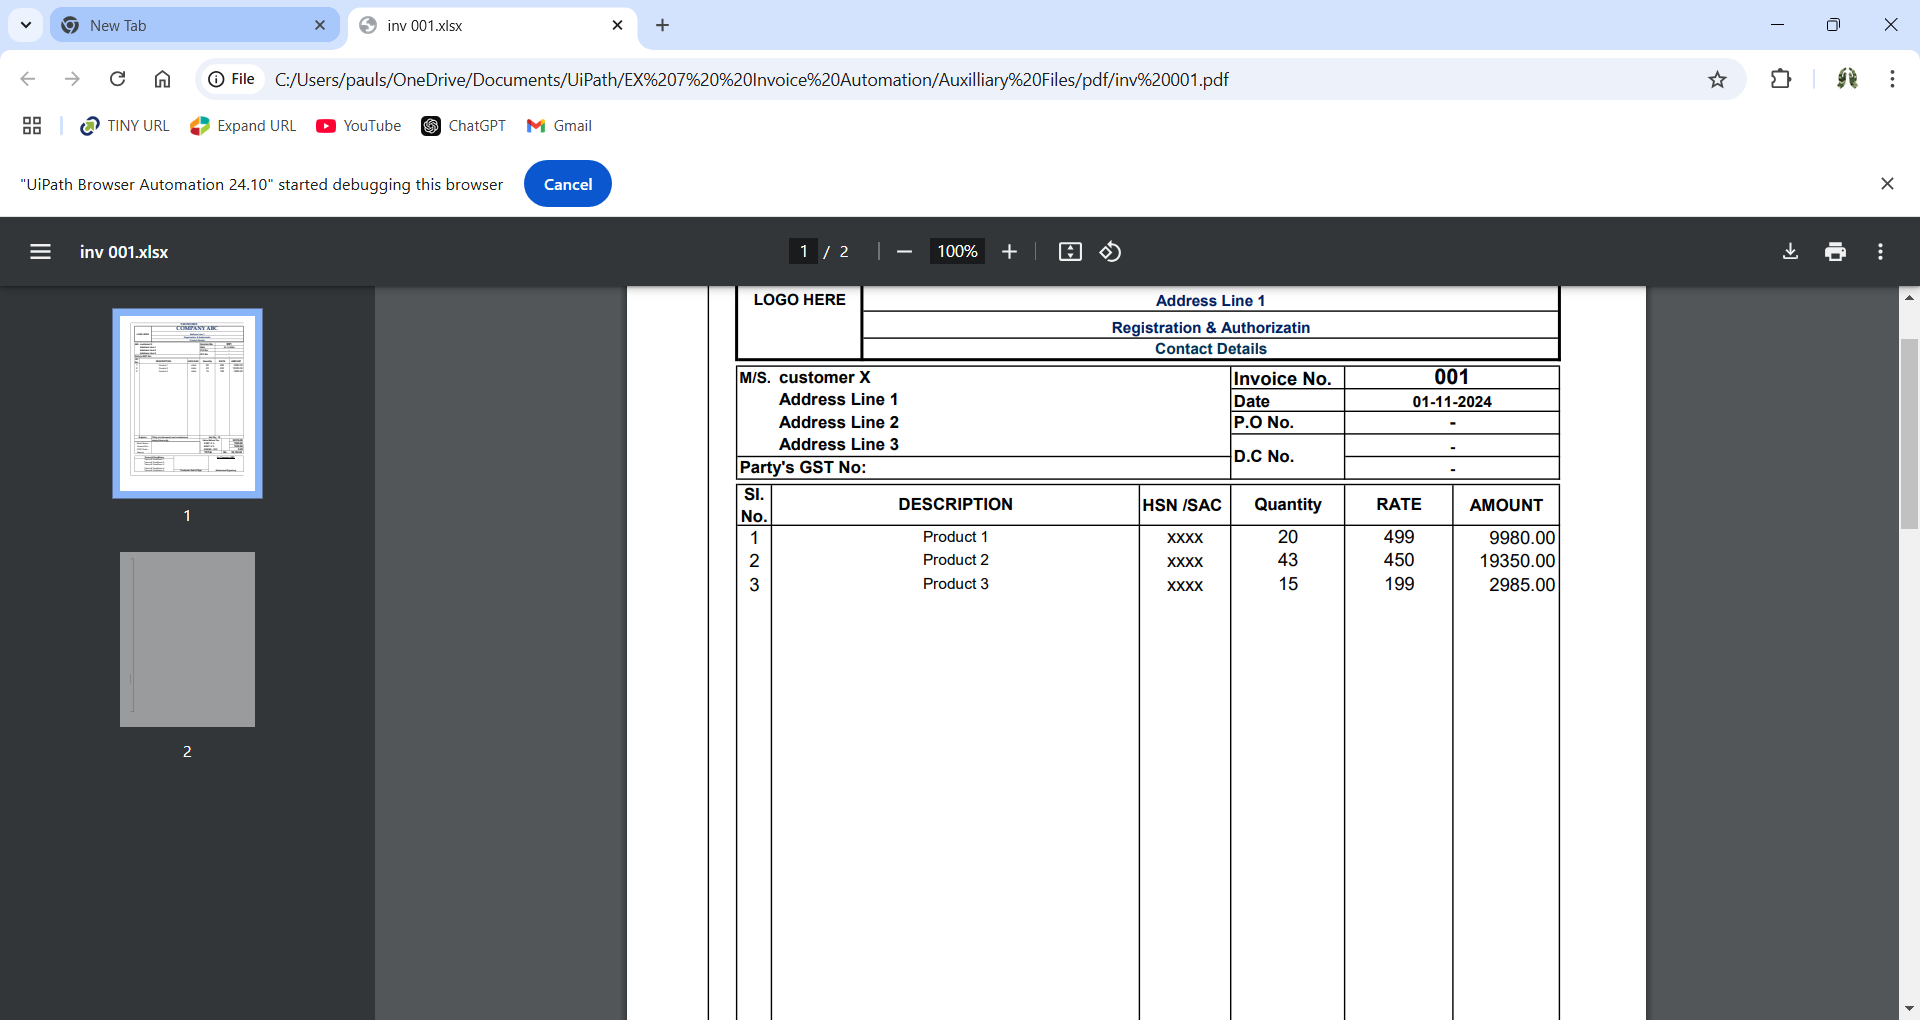 New Tab
inv 001.xlsx
File
C:/Users/pauls/OneDrive/Documents/UiPath/EX%207%20%20Invoice%20Automation/Auxilliary%20Files/pdf/inv%20001.pdf
TINY URL
Expand URL
YouTube
ChatGPT
Gmail
"UiPath Browser Automation 24.10" started debugging this browser
Cancel
inv 001.xlsx
1 / 2
100%
COMPANY ABC
1
2
LOGO HERE
Address Line 1
Registration & Authorizatin
Contact Details
M/S. customer X
Address Line 1
Address Line 2
Address Line 3
Party's GST No:
Invoice No. 001
Date 01-11-2024
P.O No. -
D.C No. -
-
Sl. No. DESCRIPTION HSN /SAC Quantity RATE AMOUNT
1 Product 1 xxxx 20 499 9980.00
2 Product 2 xxxx 43 450 19350.00
3 Product 3 xxxx 15 199 2985.00